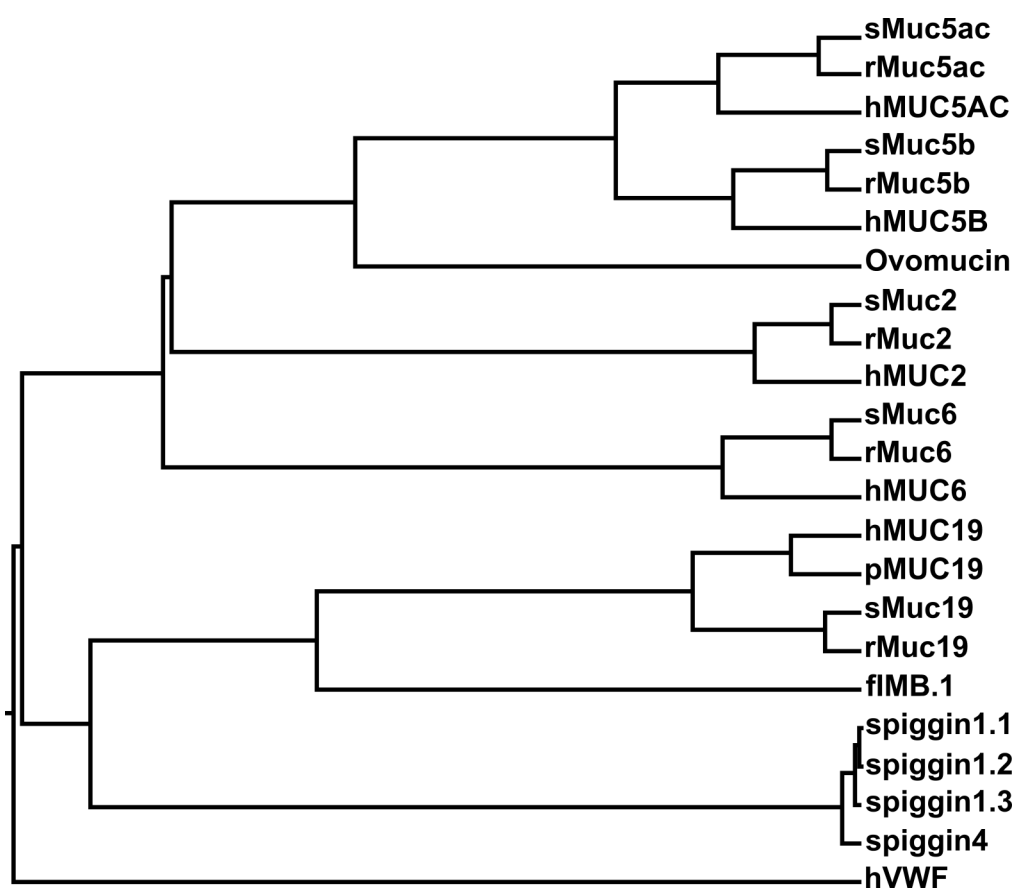 sMuc5ac
rMuc5ac
hMUC5AC
sMuc5b
rMuc5b
hMUC5B
Ovomucin
sMuc2
rMuc2
hMUC2
sMuc6
rMuc6
hMUC6
hMUC19
pMUC19
sMuc19
rMuc19
fIMB.1
spiggin1.1
spiggin1.2
spiggin1.3
spiggin4
hVWF